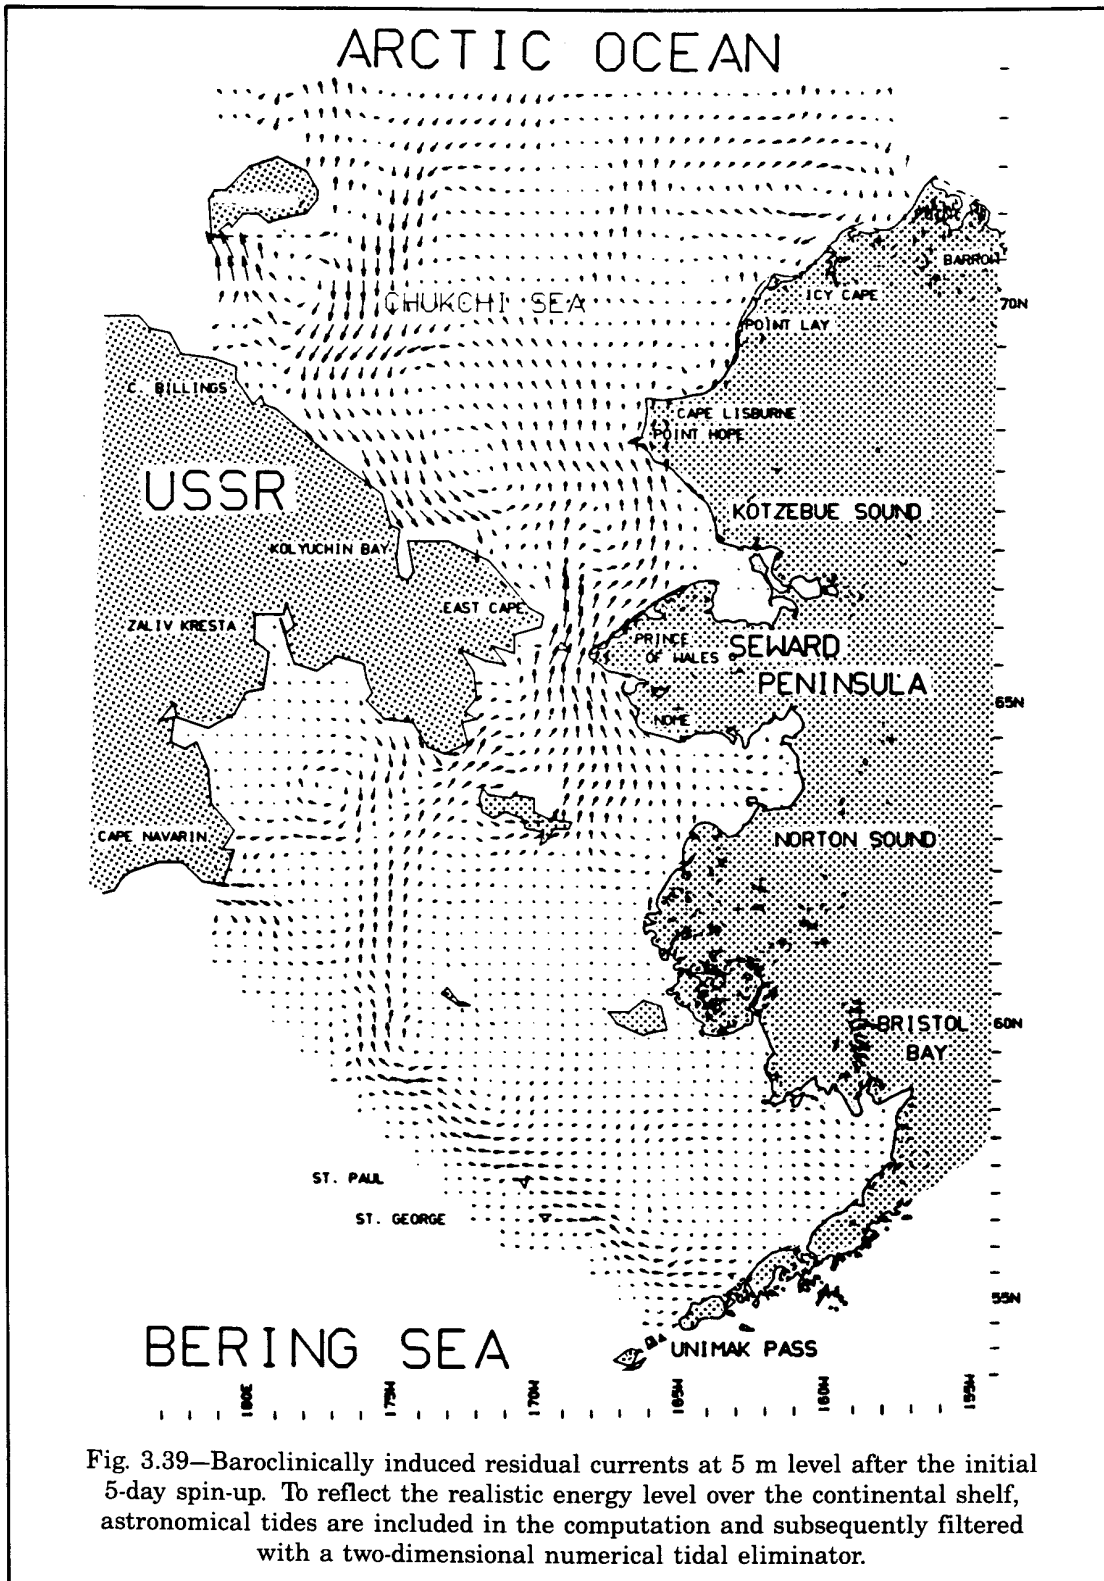 ARCTIC OCEAN
BARROW
ICY CAPE
70N
CHUKCHI SEA
POINT LAY
C. BILLINGS
CAPE LISBURNE
POINT HOPE
USSR
KOTZEBUE SOUND
KOLYUCHIN BAY
EAST CAPE
ZALIV KRESTA
PRINCE
OF WALES
SEWARD
PENINSULA
65N
NOME
CAPE NAVARIN
NORTON SOUND
BRISTOL
BAY
60N
ST. PAUL
ST. GEORGE
55N
BERING SEA
UNIMAK PASS
180E
175W
170W
165W
160W
155W
Fig. 3.39—Baroclinically induced residual currents at 5 m level after the initial
5-day spin-up. To reflect the realistic energy level over the continental shelf,
astronomical tides are included in the computation and subsequently filtered
with a two-dimensional numerical tidal eliminator.